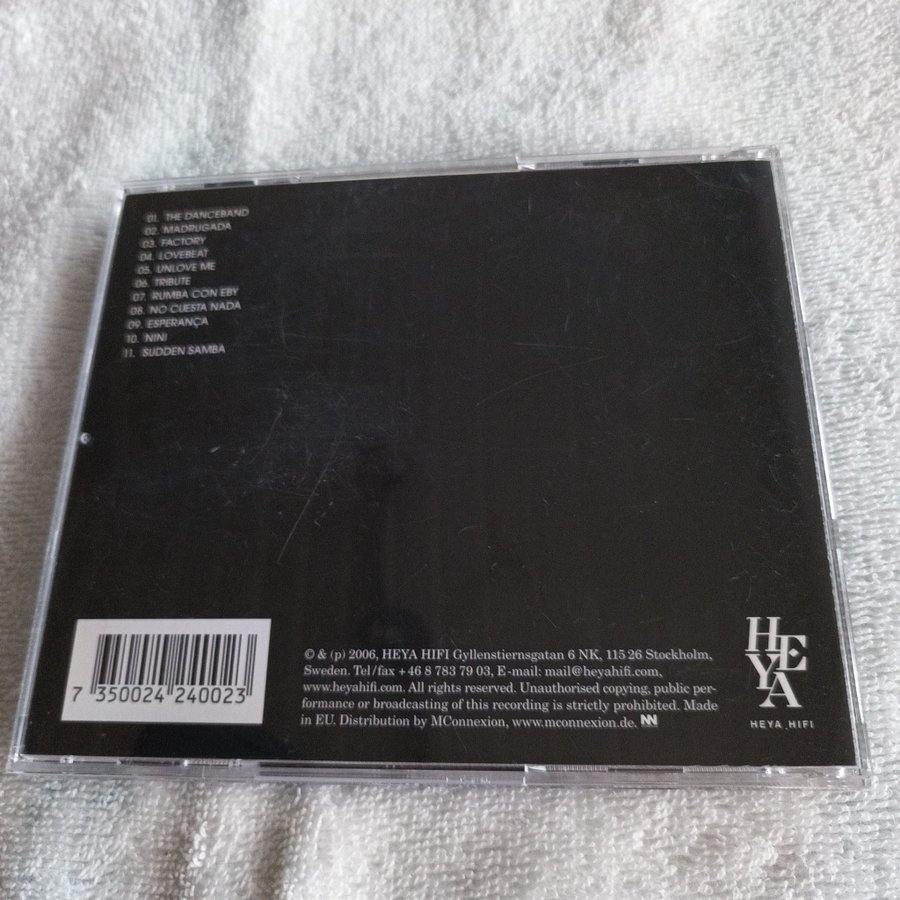 01. THE DANCEBAND
02. MADRUGADA
03. FACTORY
04. LOVEBEAT
05. UNLOVE ME
06. TRIBUTE
07. RUMBA CON EBY
08. NO CUESTA NADA
09. ESPERANÇA
10. NINI
11. SUDDEN SAMBA
7 350024 240023
© & (p) 2006, HEYA HIFI Gyllenstiernsgatan 6 NK, 115 26 Stockholm,
Sweden. Tel/fax +46 8 783 79 03, E-mail: mail@heyahifi.com,
www.heyahifi.com. All rights reserved. Unauthorised copying, public per-
formance or broadcasting of this recording is strictly prohibited. Made
in EU. Distribution by MConnexion, www.mconnexion.de.
HEYA
HEYA HIFI